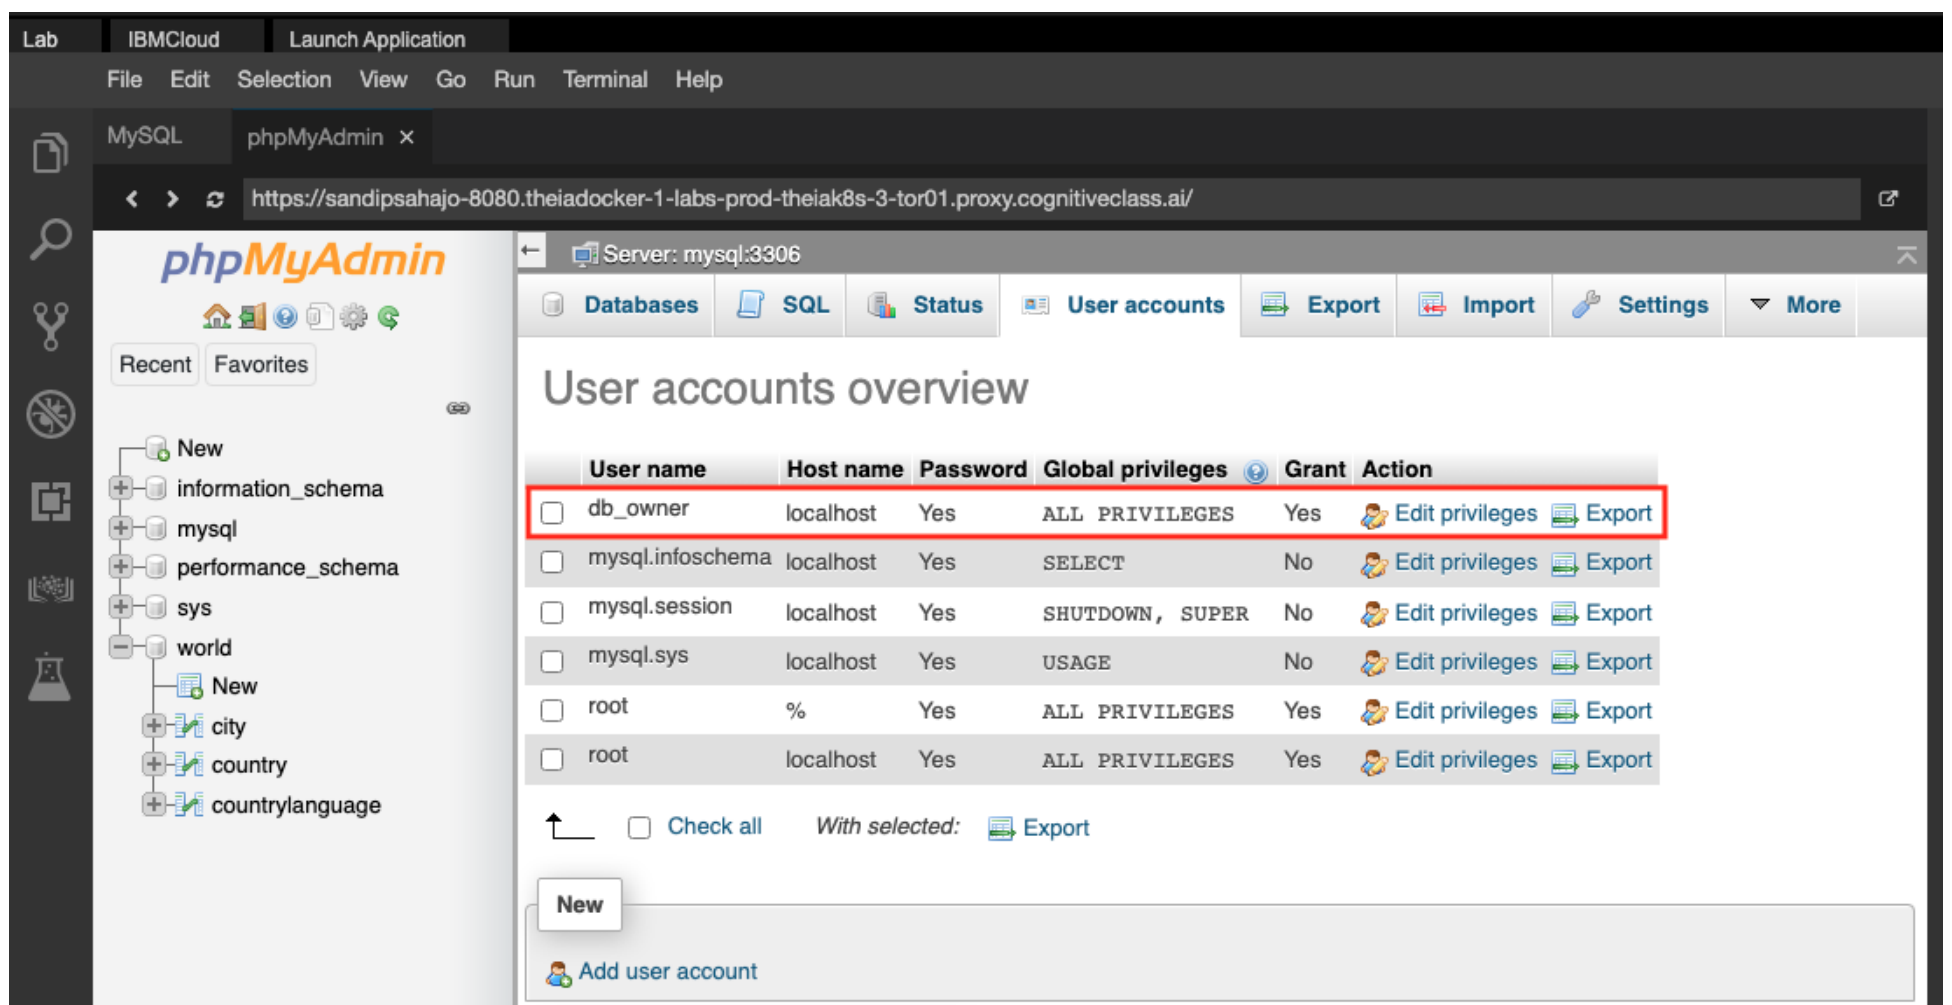 Lab IBMCloud Launch Application
File Edit Selection View Go Run Terminal Help
MySQL phpMyAdmin ×
https://sandipsahajo-8080.theiadocker-1-labs-prod-theiak8s-3-tor01.proxy.cognitiveclass.ai/
phpMyAdmin
Recent Favorites
New
information_schema
mysql
performance_schema
sys
world
New
city
country
countrylanguage
Server: mysql:3306
Databases SQL Status User accounts Export Import Settings More
User accounts overview
User name Host name Password Global privileges Grant Action
db_owner localhost Yes ALL PRIVILEGES Yes Edit privileges Export
mysql.infoschema localhost Yes SELECT No Edit privileges Export
mysql.session localhost Yes SHUTDOWN, SUPER No Edit privileges Export
mysql.sys localhost Yes USAGE No Edit privileges Export
root % Yes ALL PRIVILEGES Yes Edit privileges Export
root localhost Yes ALL PRIVILEGES Yes Edit privileges Export
Check all With selected: Export
New
Add user account